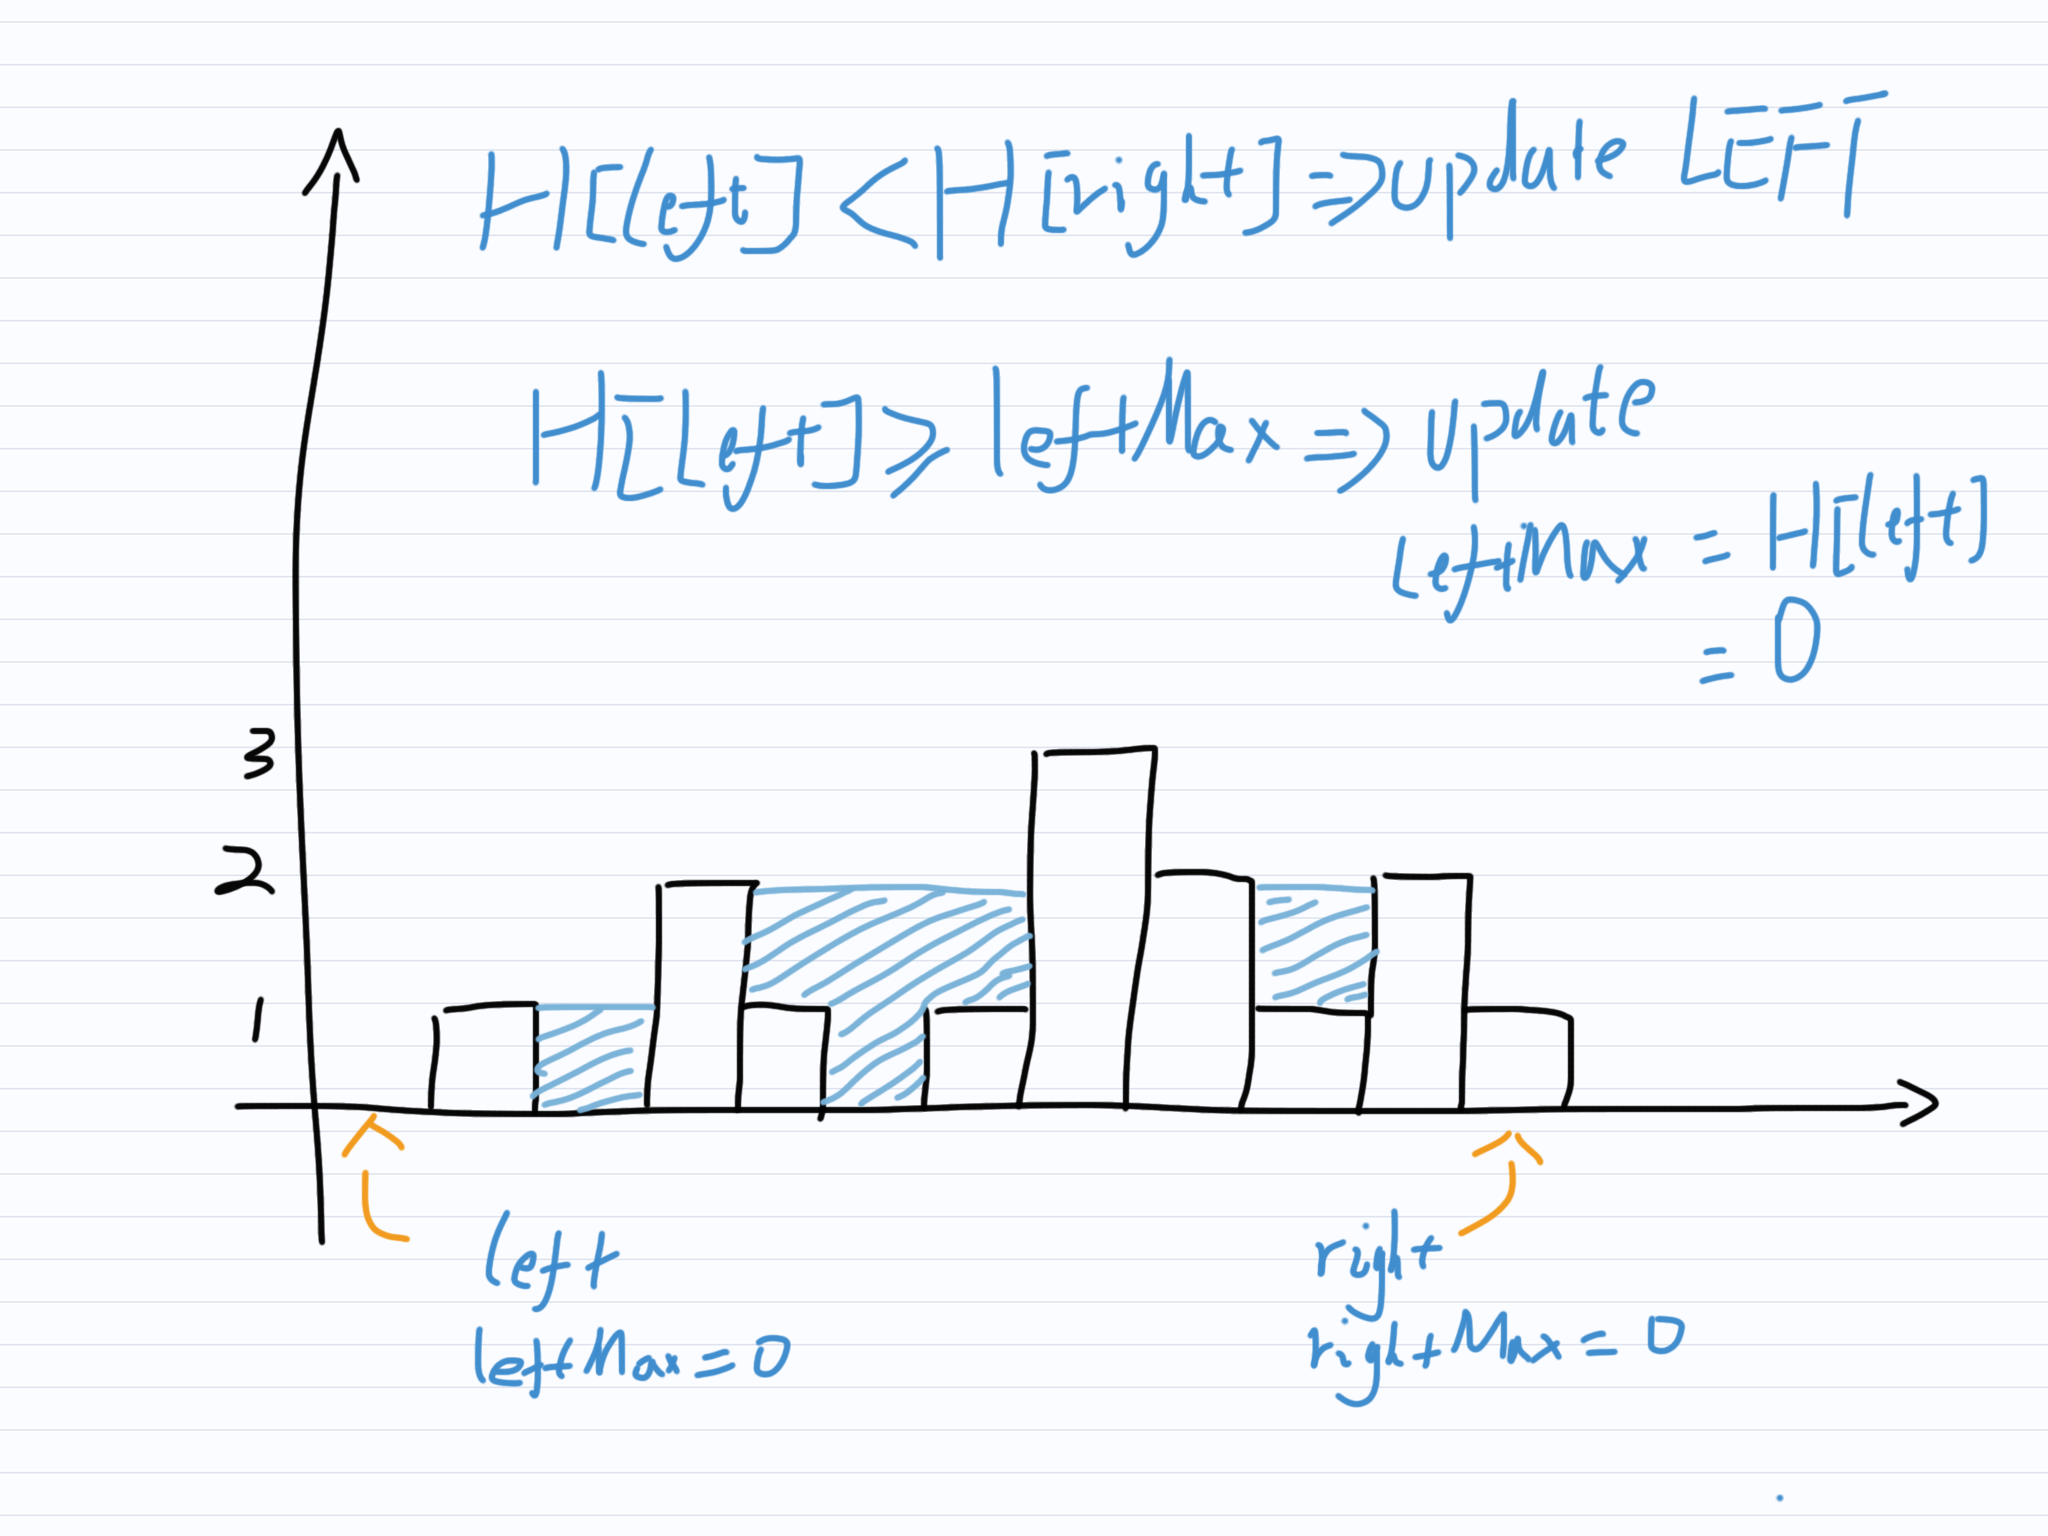 H[left] < H[right] ⇒ update LEFT
H[left] ⩾ leftMax ⇒ update
leftMax = H[left]
= 0
3
2
1
left
leftMax = 0
right
rightMax = 0